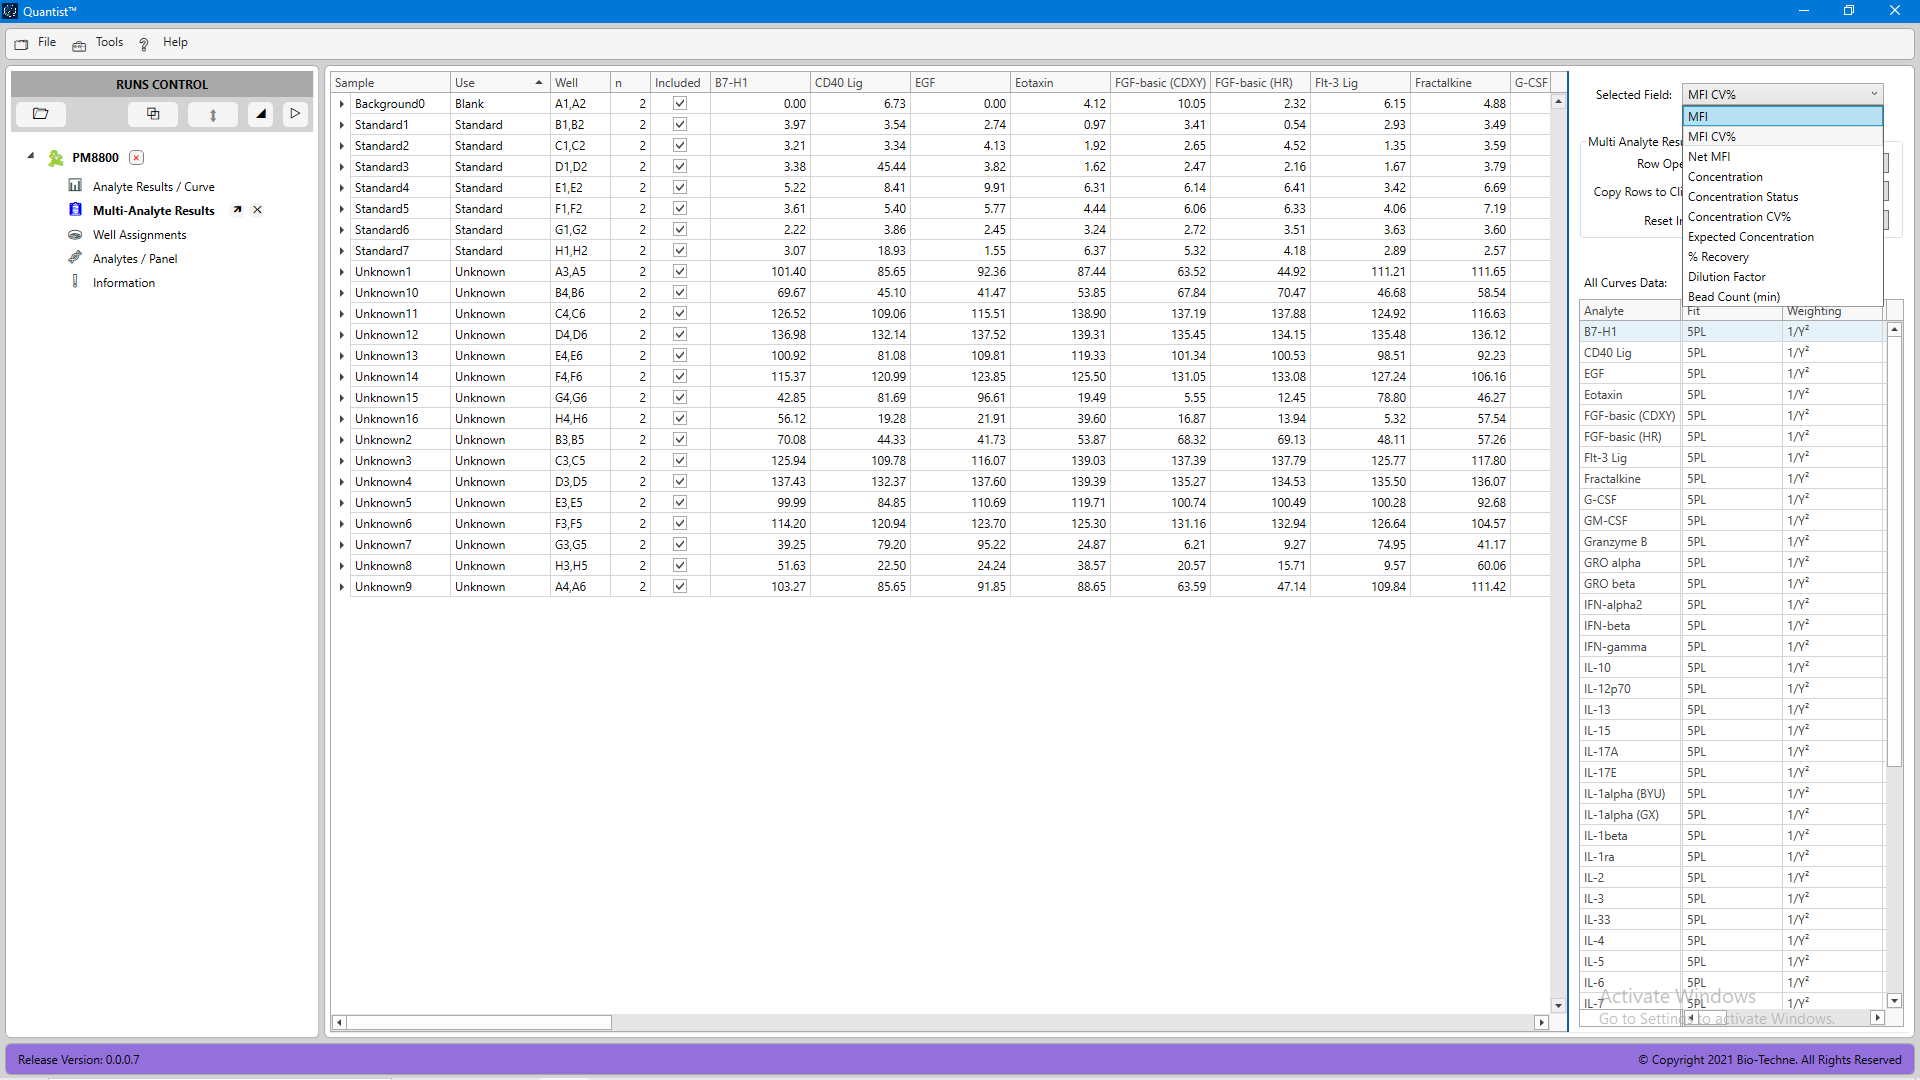 Quantist™
File Tools ? Help
RUNS CONTROL
PM8800
Analyte Results / Curve
Multi-Analyte Results
Well Assignments
Analytes / Panel
Information
Sample Use Well n Included B7-H1 CD40 Lig EGF Eotaxin FGF-basic (CDXY) FGF-basic (HR) Flt-3 Lig Fractalkine G-CSF
Background0 Blank A1,A2 2 0.00 6.73 0.00 4.12 10.05 2.32 6.15 4.88
Standard1 Standard B1,B2 2 3.97 3.54 2.74 0.97 3.41 0.54 2.93 3.49
Standard2 Standard C1,C2 2 3.21 3.34 4.13 1.92 2.65 4.52 1.35 3.59
Standard3 Standard D1,D2 2 3.38 45.44 3.82 1.62 2.47 2.16 1.67 3.79
Standard4 Standard E1,E2 2 5.22 8.41 9.91 6.31 6.14 6.41 3.42 6.69
Standard5 Standard F1,F2 2 3.61 5.40 5.77 4.44 6.06 6.33 4.06 7.19
Standard6 Standard G1,G2 2 2.22 3.86 2.45 3.24 2.72 3.51 3.63 3.60
Standard7 Standard H1,H2 2 3.07 18.93 1.55 6.37 5.32 4.18 2.89 2.57
Unknown1 Unknown A3,A5 2 101.40 85.65 92.36 87.44 63.52 44.92 111.21 111.65
Unknown10 Unknown B4,B6 2 69.67 45.10 41.47 53.85 67.84 70.47 46.68 58.54
Unknown11 Unknown C4,C6 2 126.52 109.06 115.51 138.90 137.19 137.88 124.92 116.63
Unknown12 Unknown D4,D6 2 136.98 132.14 137.52 139.31 135.45 134.15 135.48 136.12
Unknown13 Unknown E4,E6 2 100.92 81.08 109.81 119.33 101.34 100.53 98.51 92.23
Unknown14 Unknown F4,F6 2 115.37 120.99 123.85 125.50 131.05 133.08 127.24 106.16
Unknown15 Unknown G4,G6 2 42.85 81.69 96.61 19.49 5.55 12.45 78.80 46.27
Unknown16 Unknown H4,H6 2 56.12 19.28 21.91 39.60 16.87 13.94 5.32 57.54
Unknown2 Unknown B3,B5 2 70.08 44.33 41.73 53.87 68.32 69.13 48.11 57.26
Unknown3 Unknown C3,C5 2 125.94 109.78 116.07 139.03 137.39 137.79 125.77 117.80
Unknown4 Unknown D3,D5 2 137.43 132.37 137.60 139.39 135.27 134.53 135.50 136.07
Unknown5 Unknown E3,E5 2 99.99 84.85 110.69 119.71 100.74 100.49 100.28 92.68
Unknown6 Unknown F3,F5 2 114.20 120.94 123.70 125.30 131.16 132.94 126.64 104.57
Unknown7 Unknown G3,G5 2 39.25 79.20 95.22 24.87 6.21 9.27 74.95 41.17
Unknown8 Unknown H3,H5 2 51.63 22.50 24.24 38.57 20.57 15.71 9.57 60.06
Unknown9 Unknown A4,A6 2 103.27 85.65 91.85 88.65 63.59 47.14 109.84 111.42
Selected Field: MFI CV%
MFI
MFI CV%
Net MFI
Concentration
Concentration Status
Concentration CV%
Expected Concentration
% Recovery
Dilution Factor
Bead Count (min)
Multi Analyte Resu
Row Ope
Copy Rows to Cli
Reset In
All Curves Data:
Analyte Fit Weighting
B7-H1 5PL 1/Y²
CD40 Lig 5PL 1/Y²
EGF 5PL 1/Y²
Eotaxin 5PL 1/Y²
FGF-basic (CDXY) 5PL 1/Y²
FGF-basic (HR) 5PL 1/Y²
Flt-3 Lig 5PL 1/Y²
Fractalkine 5PL 1/Y²
G-CSF 5PL 1/Y²
GM-CSF 5PL 1/Y²
Granzyme B 5PL 1/Y²
GRO alpha 5PL 1/Y²
GRO beta 5PL 1/Y²
IFN-alpha2 5PL 1/Y²
IFN-beta 5PL 1/Y²
IFN-gamma 5PL 1/Y²
IL-10 5PL 1/Y²
IL-12p70 5PL 1/Y²
IL-13 5PL 1/Y²
IL-15 5PL 1/Y²
IL-17A 5PL 1/Y²
IL-17E 5PL 1/Y²
IL-1alpha (BYU) 5PL 1/Y²
IL-1alpha (GX) 5PL 1/Y²
IL-1beta 5PL 1/Y²
IL-1ra 5PL 1/Y²
IL-2 5PL 1/Y²
IL-3 5PL 1/Y²
IL-33 5PL 1/Y²
IL-4 5PL 1/Y²
IL-5 5PL 1/Y²
IL-6 5PL 1/Y²
IL-7 5PL 1/Y²
Activate Windows
Go to Settings to activate Windows.
Release Version: 0.0.0.7
© Copyright 2021 Bio-Techne. All Rights Reserved